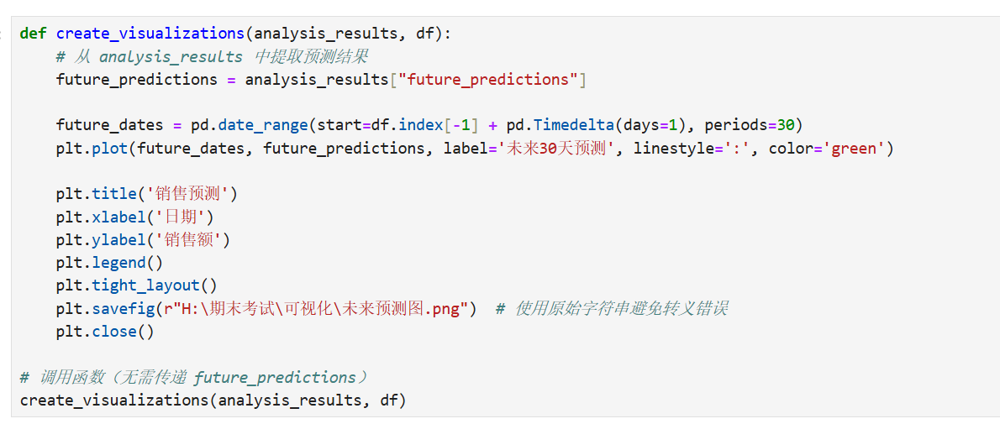 def create_visualizations(analysis_results, df):
    # 从 analysis_results 中提取预测结果
    future_predictions = analysis_results["future_predictions"]
    future_dates = pd.date_range(start=df.index[-1] + pd.Timedelta(days=1), periods=30)
    plt.plot(future_dates, future_predictions, label='未来30天预测', linestyle=':', color='green')
    plt.title('销售预测')
    plt.xlabel('日期')
    plt.ylabel('销售额')
    plt.legend()
    plt.tight_layout()
    plt.savefig(r"H:\期末考试\可视化\未来预测图.png")  # 使用原始字符串避免转义错误
    plt.close()
# 调用函数（无需传递 future_predictions）
create_visualizations(analysis_results, df)